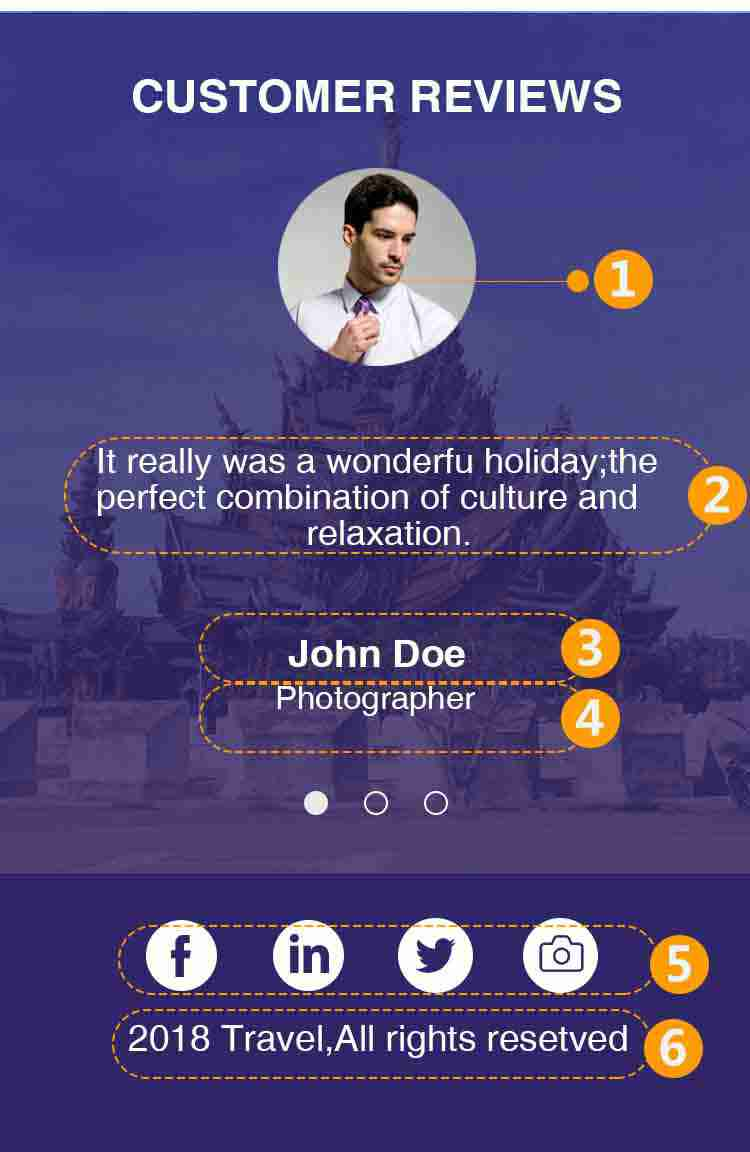 CUSTOMER REVIEWS
1
It really was a wonderfu holiday;the
perfect combination of culture and
relaxation.
2
John Doe
3
Photographer
4
f in
5
2018 Travel,All rights resetved
6